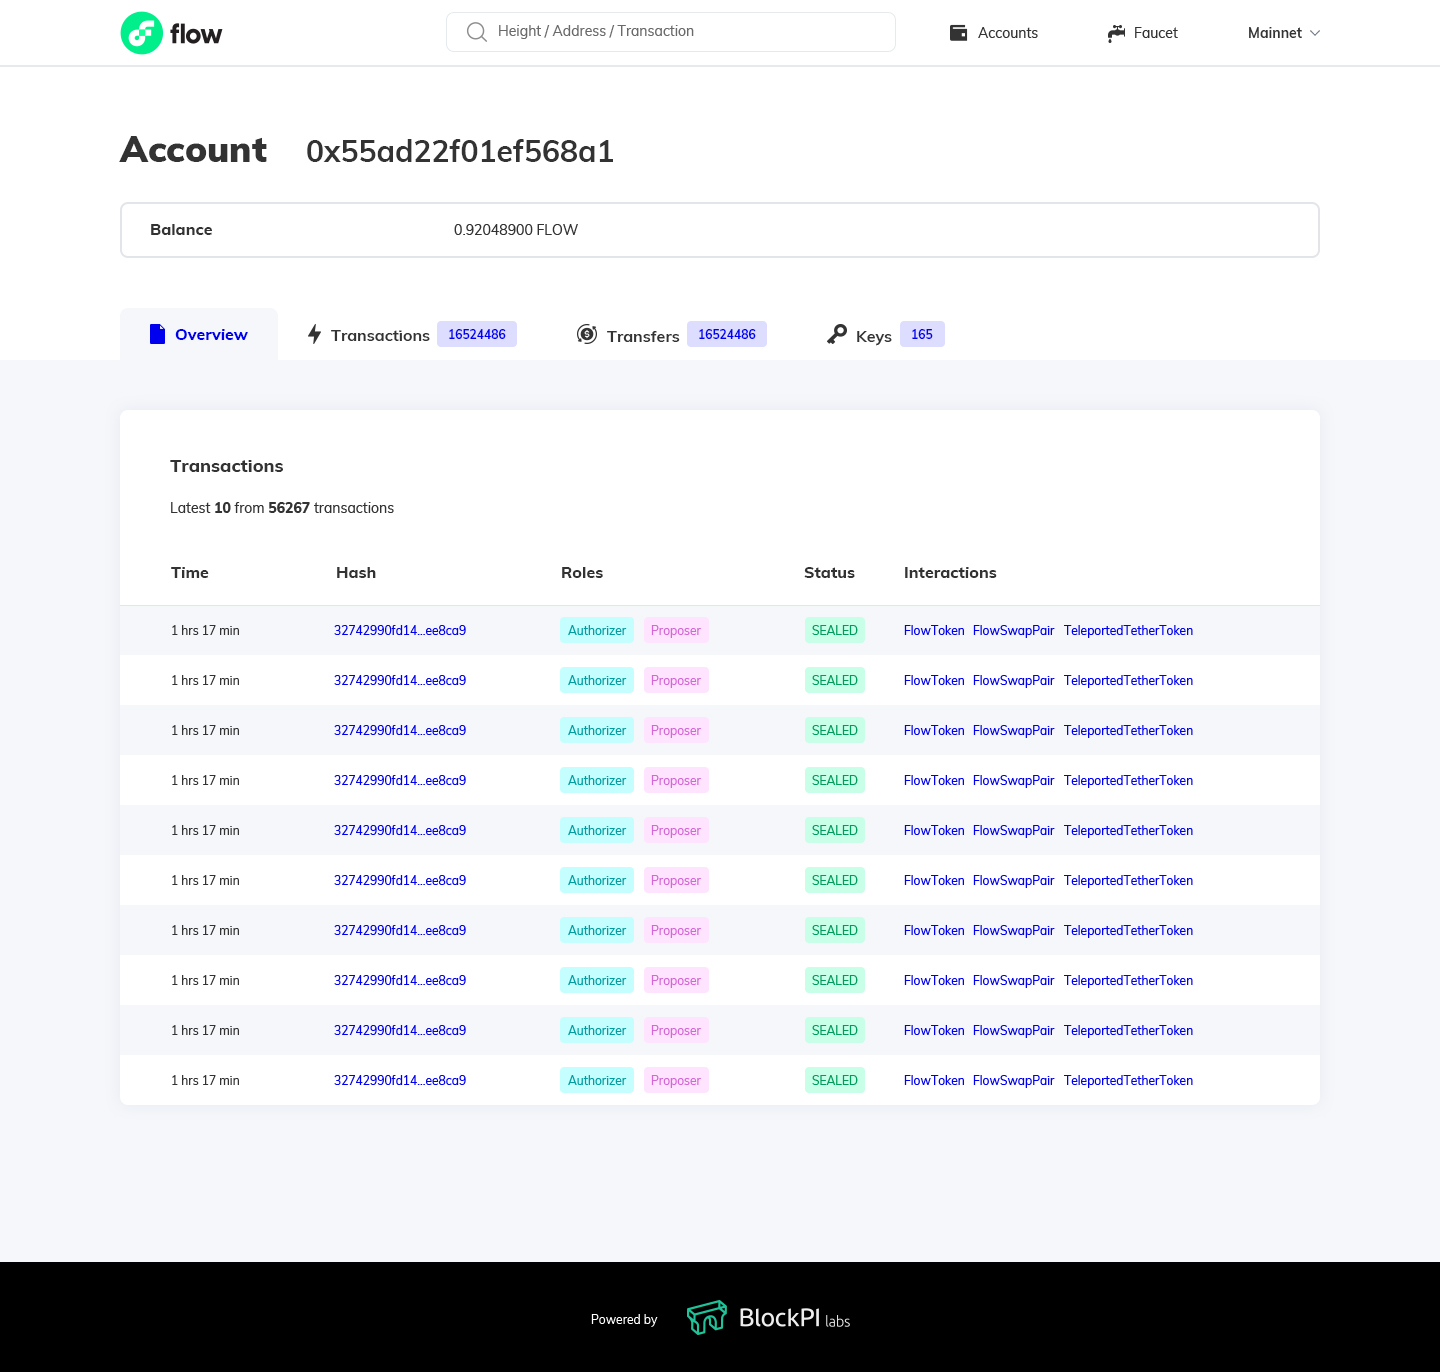 flow Height / Address / Transaction Accounts Faucet Mainnet
Account 0x55ad22f01ef568a1
Balance 0.92048900 FLOW
Overview Transactions 16524486 Transfers 16524486 Keys 165
Transactions
Latest 10 from 56267 transactions
Time Hash Roles Status Interactions
1 hrs 17 min 32742990fd14...ee8ca9 Authorizer Proposer SEALED FlowToken FlowSwapPair TeleportedTetherToken
1 hrs 17 min 32742990fd14...ee8ca9 Authorizer Proposer SEALED FlowToken FlowSwapPair TeleportedTetherToken
1 hrs 17 min 32742990fd14...ee8ca9 Authorizer Proposer SEALED FlowToken FlowSwapPair TeleportedTetherToken
1 hrs 17 min 32742990fd14...ee8ca9 Authorizer Proposer SEALED FlowToken FlowSwapPair TeleportedTetherToken
1 hrs 17 min 32742990fd14...ee8ca9 Authorizer Proposer SEALED FlowToken FlowSwapPair TeleportedTetherToken
1 hrs 17 min 32742990fd14...ee8ca9 Authorizer Proposer SEALED FlowToken FlowSwapPair TeleportedTetherToken
1 hrs 17 min 32742990fd14...ee8ca9 Authorizer Proposer SEALED FlowToken FlowSwapPair TeleportedTetherToken
1 hrs 17 min 32742990fd14...ee8ca9 Authorizer Proposer SEALED FlowToken FlowSwapPair TeleportedTetherToken
1 hrs 17 min 32742990fd14...ee8ca9 Authorizer Proposer SEALED FlowToken FlowSwapPair TeleportedTetherToken
1 hrs 17 min 32742990fd14...ee8ca9 Authorizer Proposer SEALED FlowToken FlowSwapPair TeleportedTetherToken
Powered by BlockPI labs